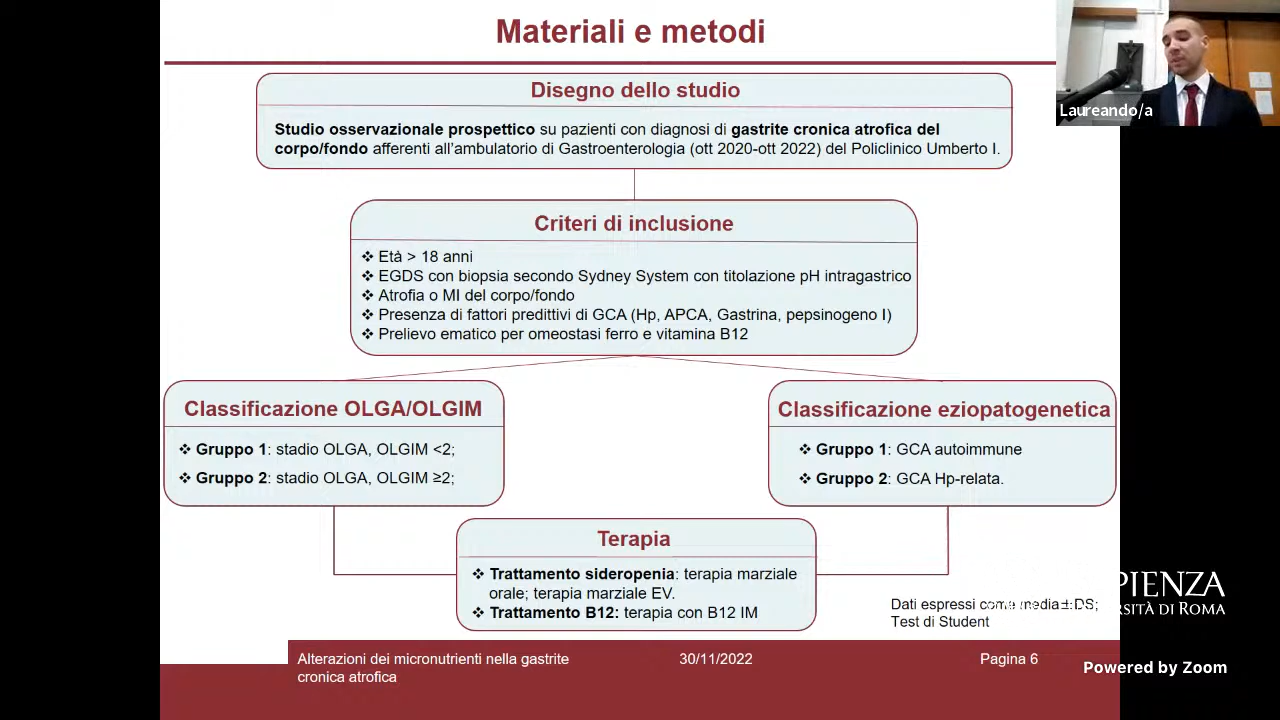 Materiali e metodi
Laureando/a
Disegno dello studio
Studio osservazionale prospettico su pazienti con diagnosi di gastrite cronica atrofica del
corpo/fondo afferenti all'ambulatorio di Gastroenterologia (ott 2020-ott 2022) del Policlinico Umberto I.
Criteri di inclusione
❖ Età > 18 anni
❖ EGDS con biopsia secondo Sydney System con titolazione pH intragastrico
❖ Atrofia o MI del corpo/fondo
❖ Presenza di fattori predittivi di GCA (Hp, APCA, Gastrina, pepsinogeno I)
❖ Prelievo ematico per omeostasi ferro e vitamina B12
Classificazione OLGA/OLGIM
❖ Gruppo 1: stadio OLGA, OLGIM <2;
❖ Gruppo 2: stadio OLGA, OLGIM ≥2;
Classificazione eziopatogenetica
❖ Gruppo 1: GCA autoimmune
❖ Gruppo 2: GCA Hp-relata.
Terapia
❖ Trattamento sideropenia: terapia marziale
orale; terapia marziale EV.
❖ Trattamento B12: terapia con B12 IM
Dati espressi come media ±DS;
Test di Student
PIENZA
RSITÀ DI ROMA
Alterazioni dei micronutrienti nella gastrite
cronica atrofica
30/11/2022
Pagina 6
Powered by Zoom